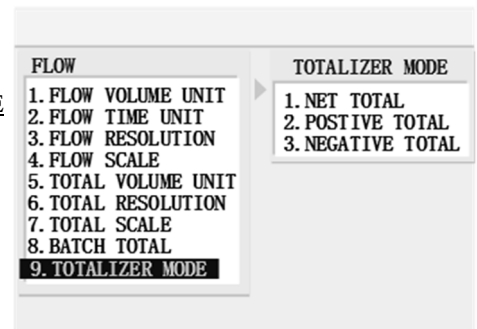 FLOW
1. FLOW VOLUME UNIT
2. FLOW TIME UNIT
3. FLOW RESOLUTION
4. FLOW SCALE
5. TOTAL VOLUME UNIT
6. TOTAL RESOLUTION
7. TOTAL SCALE
8. BATCH TOTAL
9. TOTALIZER MODE
TOTALIZER MODE
1. NET TOTAL
2. POSTIVE TOTAL
3. NEGATIVE TOTAL